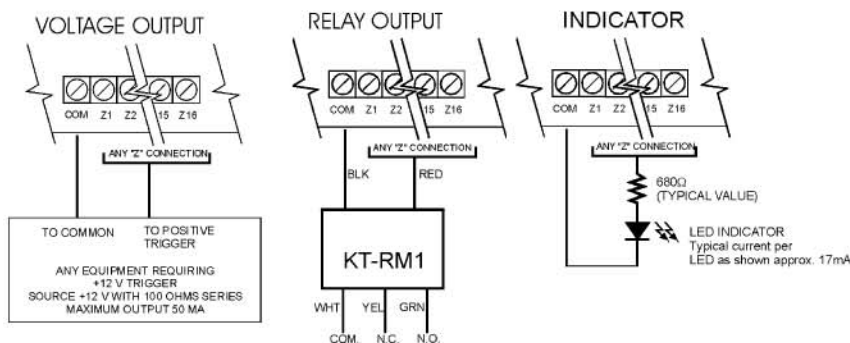 VOLTAGE OUTPUT
COM Z1 Z2 15 Z16
ANY "Z" CONNECTION
TO COMMON
TO POSITIVE
TRIGGER
ANY EQUIPMENT REQUIRING
+12 V TRIGGER
SOURCE +12 V WITH 100 OHMS SERIES
MAXIMUM OUTPUT 50 MA
RELAY OUTPUT
COM Z1 Z2 15 Z16
ANY "Z" CONNECTION
BLK RED
KT-RM1
WHT YEL GRN
COM. N.C. N.O.
INDICATOR
COM Z1 Z2 15 Z16
ANY "Z" CONNECTION
680Ω
(TYPICAL VALUE)
LED INDICATOR
Typical current per
LED as shown approx. 17mA